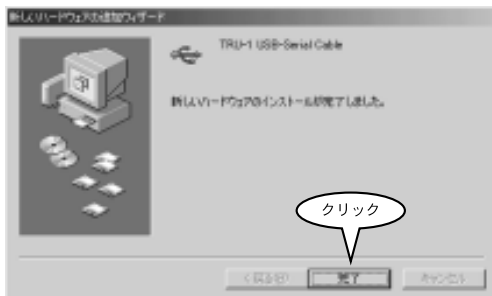 新しいハードウェアの追加ウィザード
TRU-1 USB-Serial Cable
新しいハードウェアのインストールが完了しました。
クリック
< 戻る(B)
完了
キャンセル